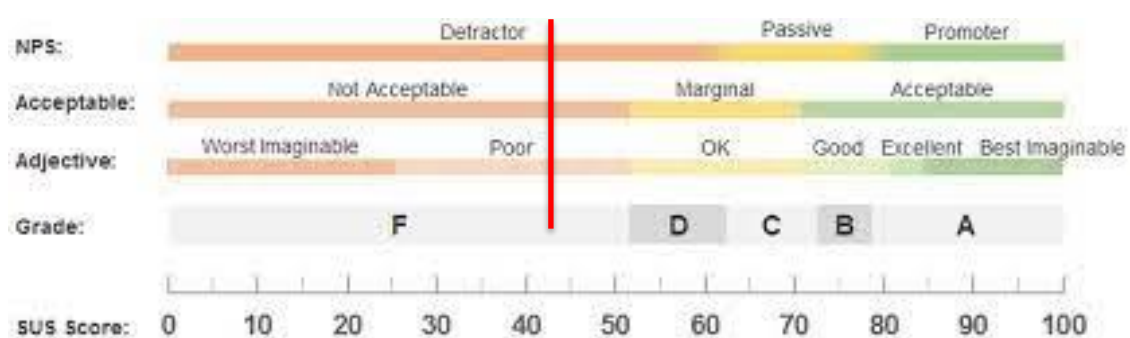 NPS: Detractor Passive Promoter
Acceptable: Not Acceptable Marginal Acceptable
Adjective: Worst Imaginable Poor OK Good Excellent Best Imaginable
Grade: F D C B A
SUS Score: 0 10 20 30 40 50 60 70 80 90 100